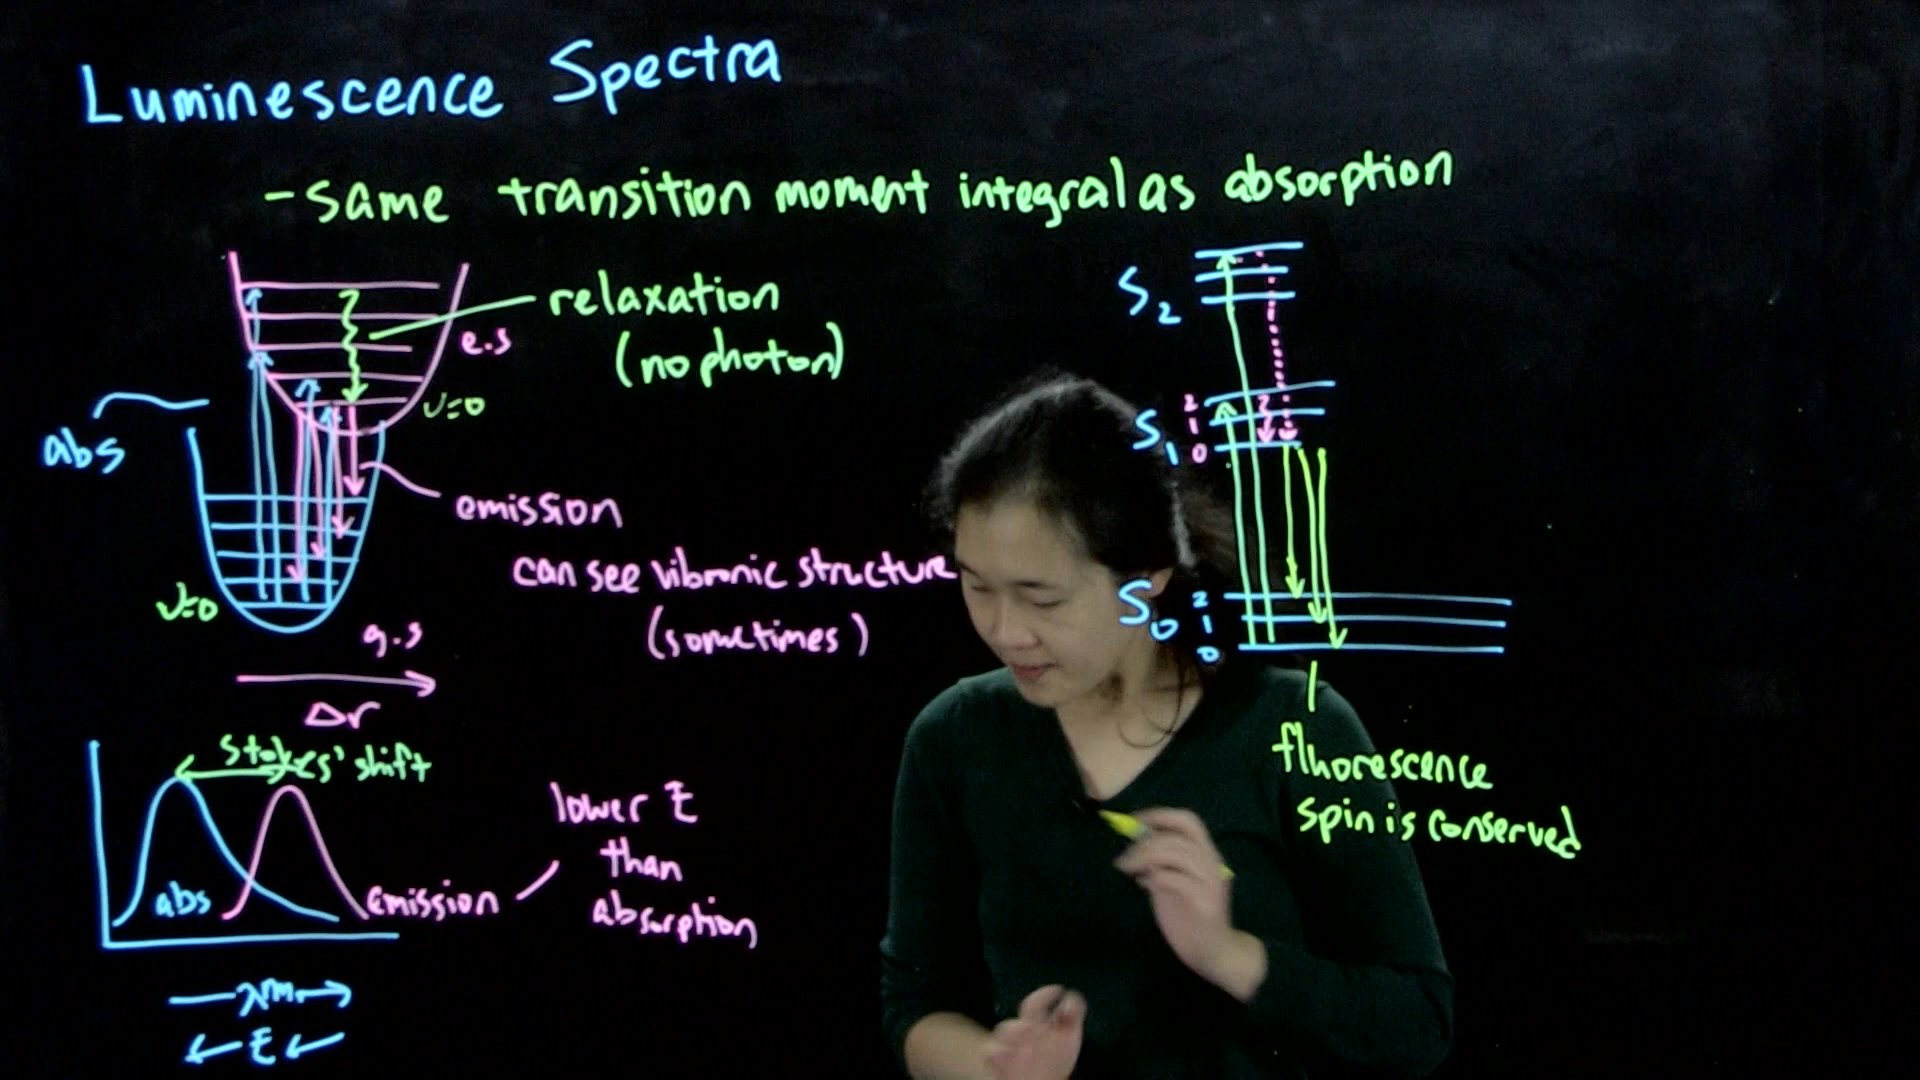 Luminescence Spectra
- same transition moment integral as absorption
relaxation
(no photon)
e.s
v=0
abs
emission
can see vibronic structure
(sometimes)
v=0
g.s
Δr
Stokes' shift
abs
emission
lower E
than
absorption
λ
E
S2
S1
2
1
0
S0
2
1
0
fluorescence
spin is conserved